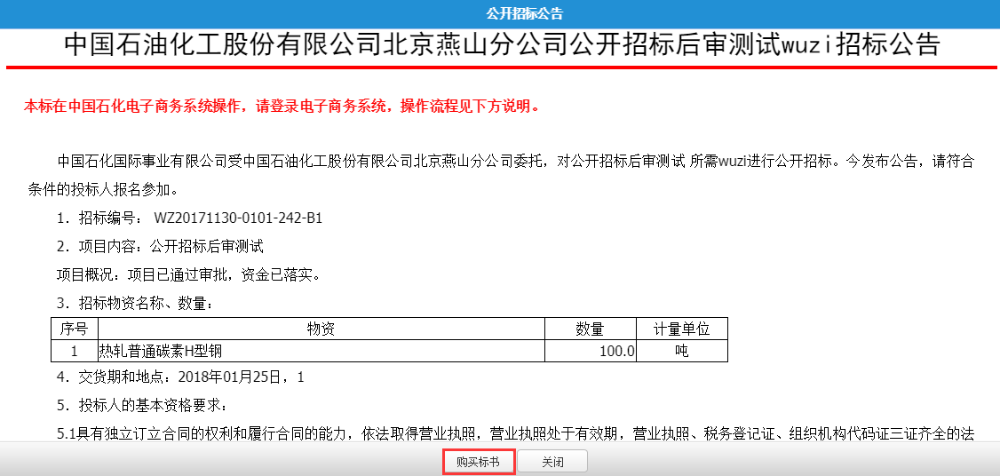 公开招标公告
中国石油化工股份有限公司北京燕山分公司公开招标后审测试wuzi招标公告
本标在中国石化电子商务系统操作，请登录电子商务系统，操作流程见下方说明。
中国石化国际事业有限公司受中国石油化工股份有限公司北京燕山分公司委托，对公开招标后审测试 所需wuzi进行公开招标。今发布公告，请符合
条件的投标人报名参加。
1．招标编号： WZ20171130-0101-242-B1
2．项目内容：公开招标后审测试
项目概况：项目已通过审批，资金已落实。
3．招标物资名称、数量：
序号 物资 数量 计量单位
1 热轧普通碳素H型钢 100.0 吨
4．交货期和地点：2018年01月25日，1
5．投标人的基本资格要求：
5.1具有独立订立合同的权利和履行合同的能力，依法取得营业执照，营业执照处于有效期，营业执照、税务登记证、组织机构代码证三证齐全的法
购买标书 关闭